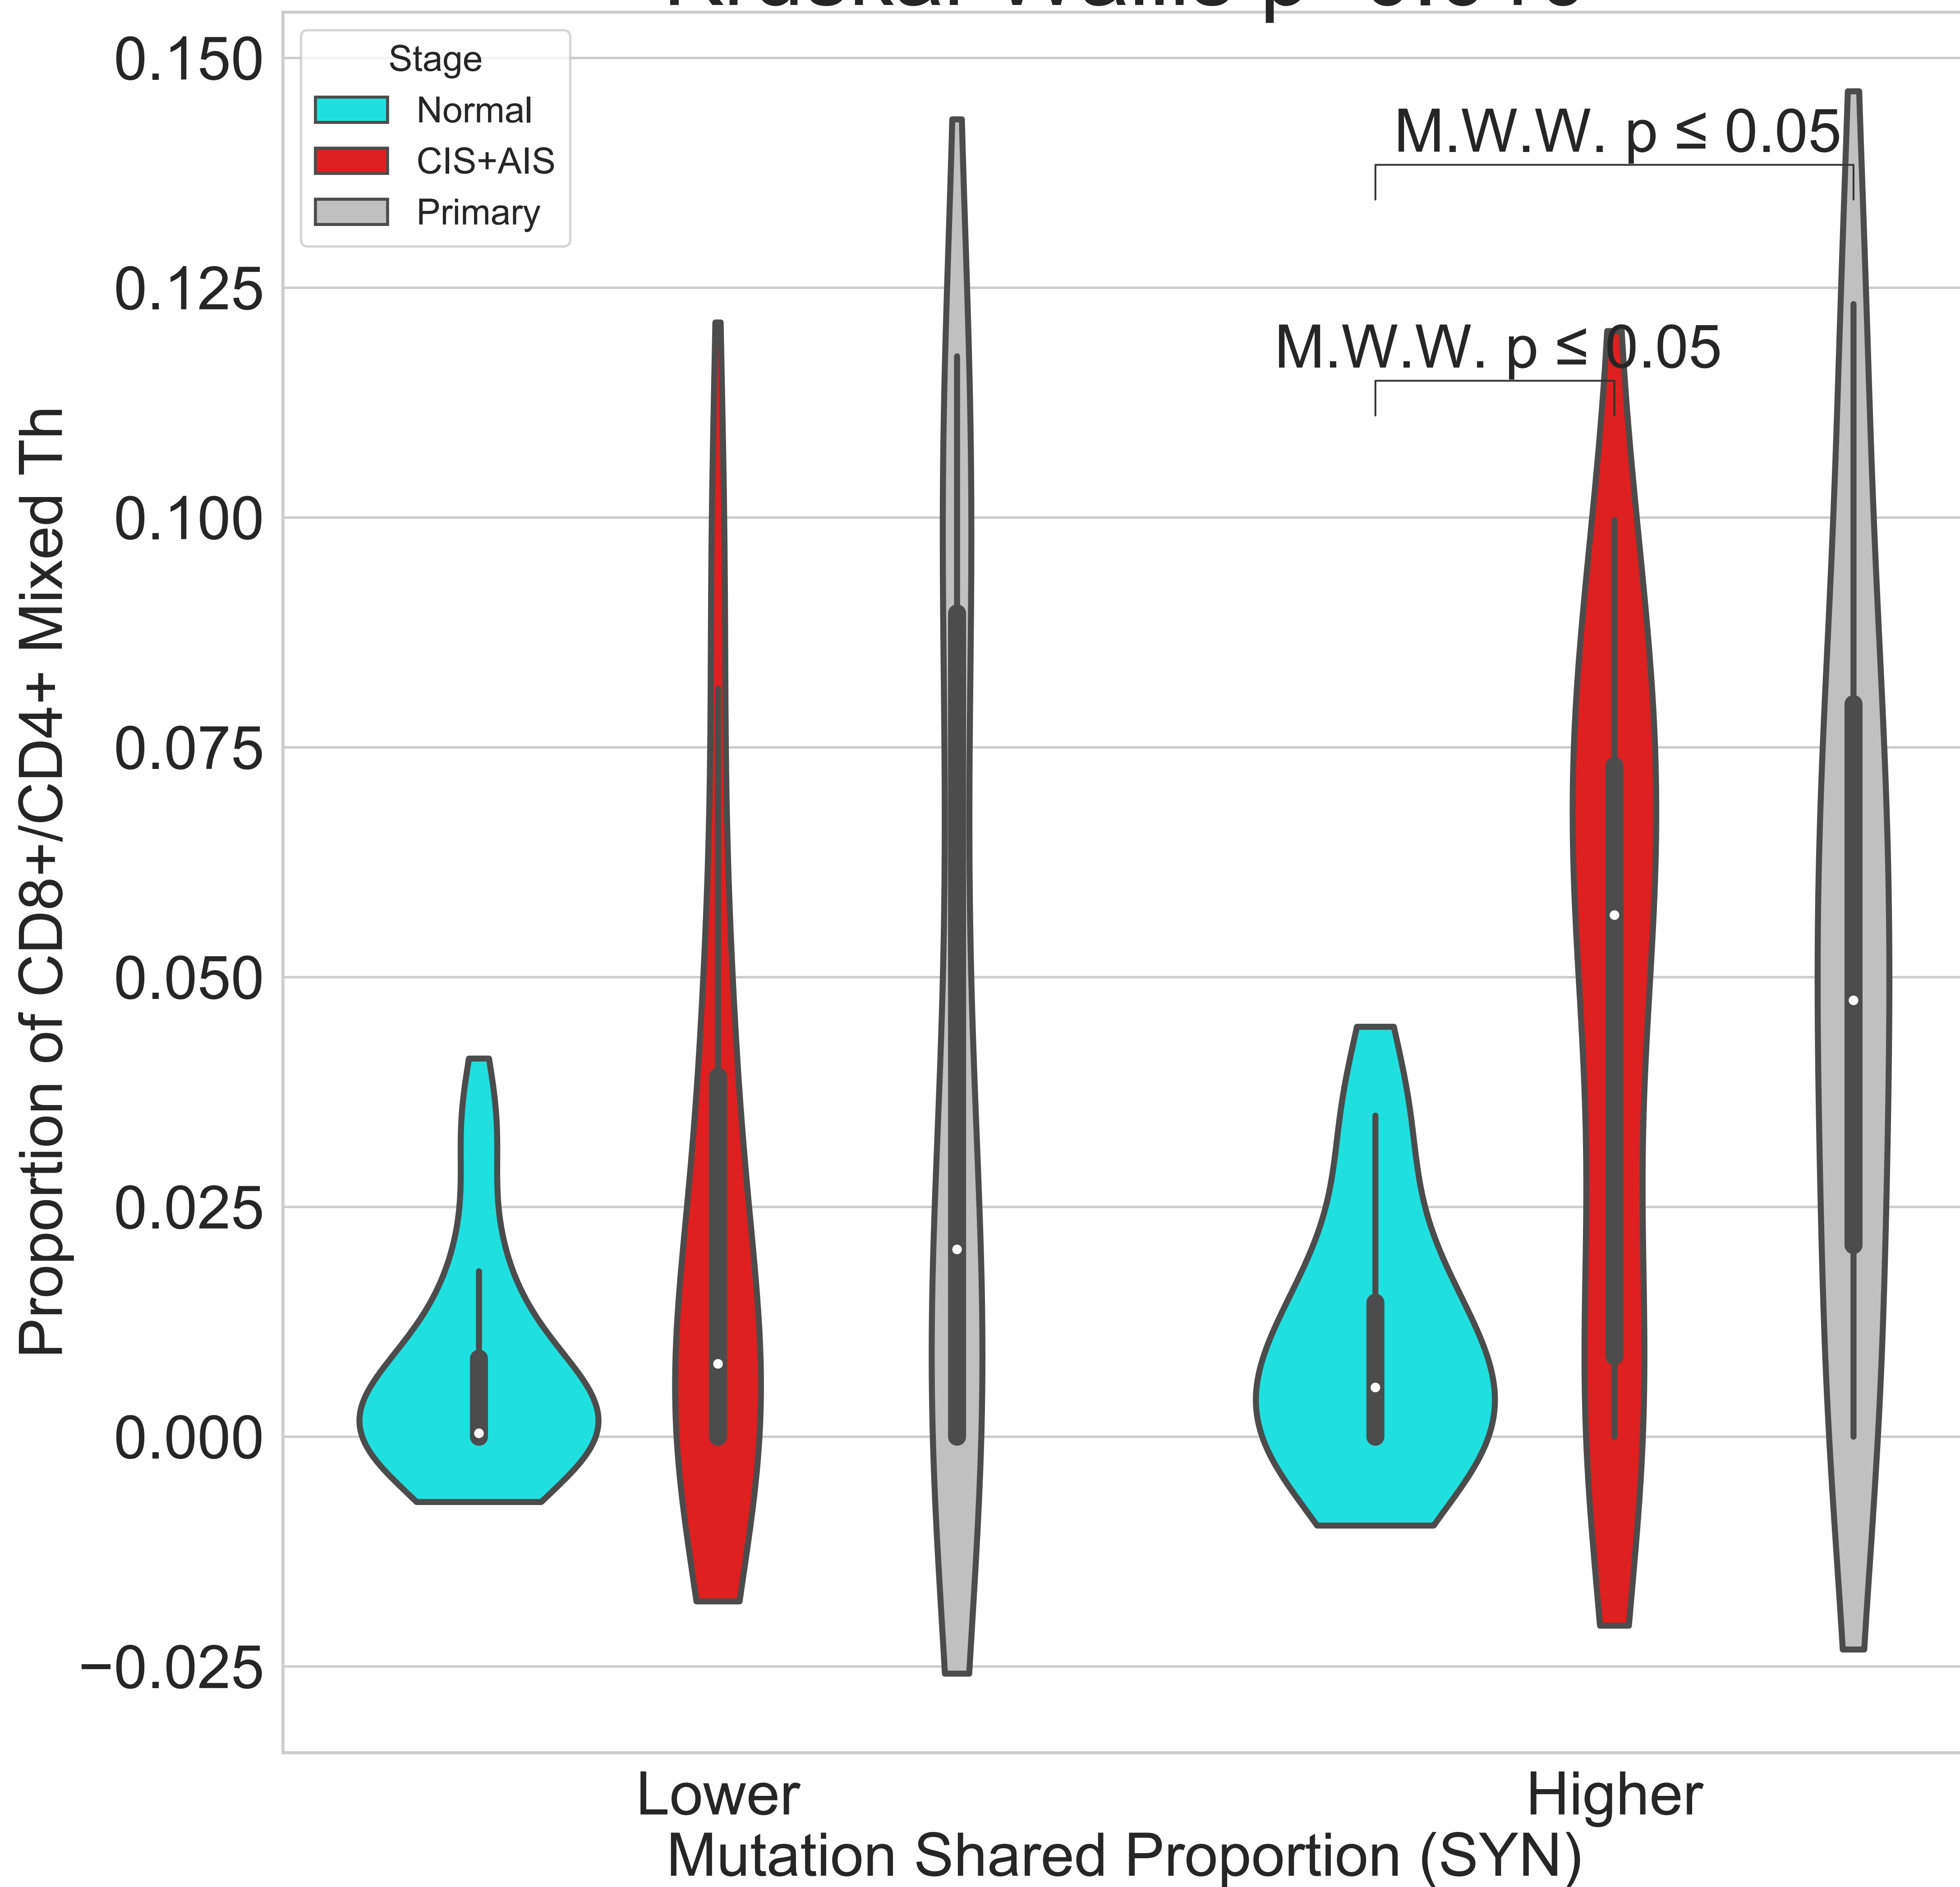 0.150
0.125
0.100
0.075
0.050
0.025
0.000
−0.025
Proportion of CD8+/CD4+ Mixed Th
Stage
Normal
CIS+AIS
Primary
M.W.W. p ≤ 0.05
M.W.W. p ≤ 0.05
Lower
Higher
Mutation Shared Proportion (SYN)